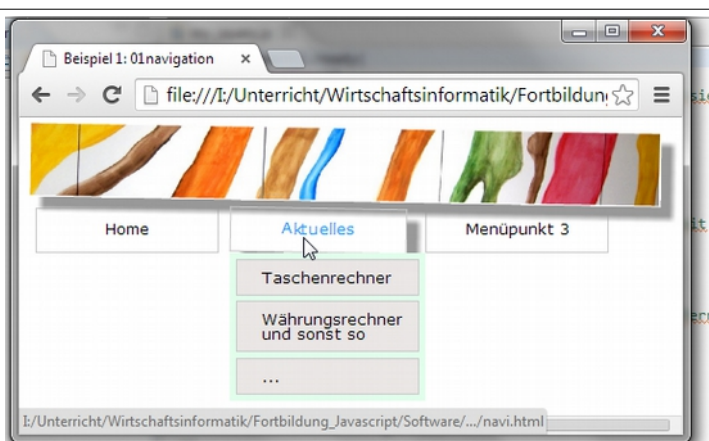 Beispiel 1: 01navigation
file:///I:/Unterricht/Wirtschaftsinformatik/Fortbildun
Home
Aktuelles
Menüpunkt 3
Taschenrechner
Währungsrechner
und sonst so
...
I:/Unterricht/Wirtschaftsinformatik/Fortbildung_Javascript/Software/.../navi.html